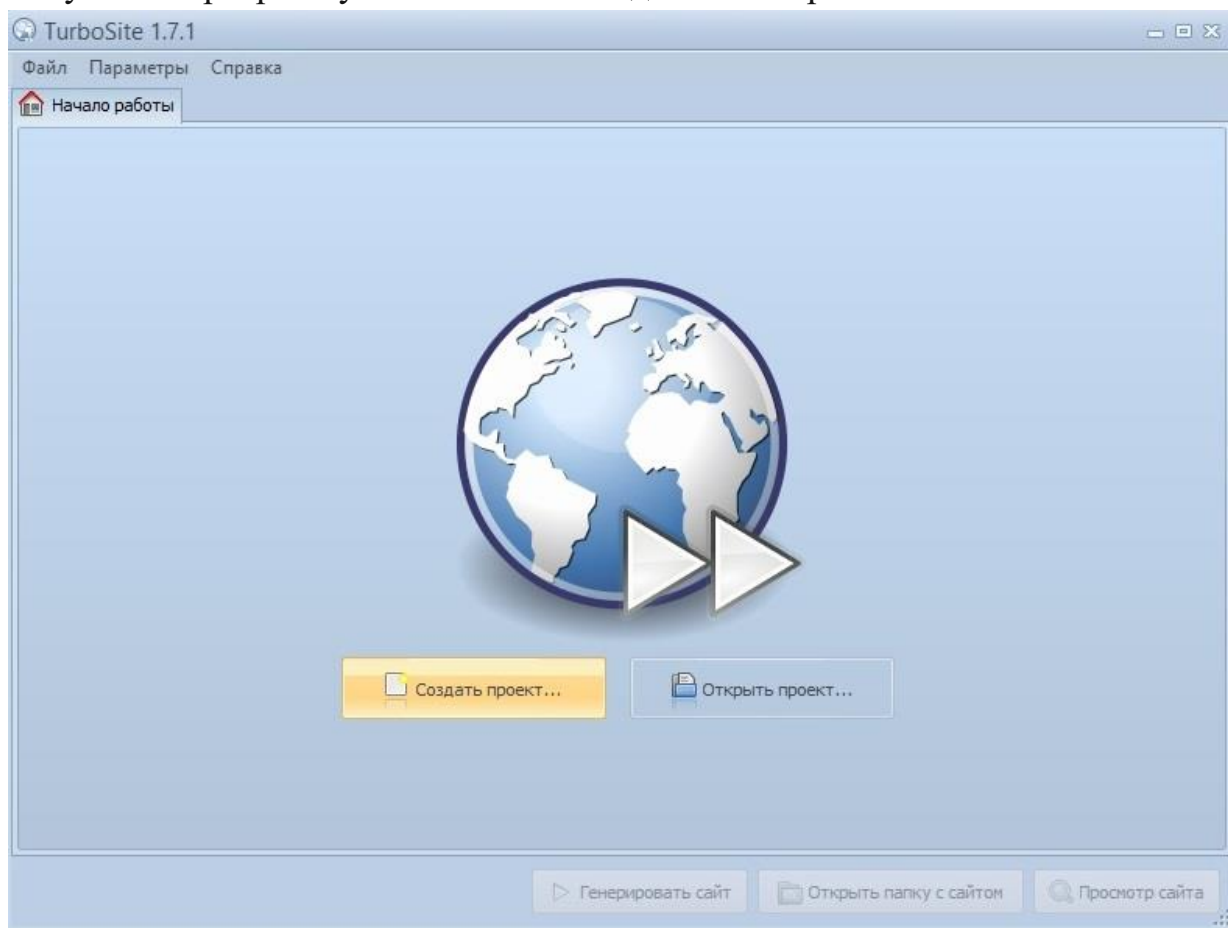 TurboSite 1.7.1
Файл Параметры Справка
Начало работы
Создать проект... Открыть проект...
Генерировать сайт Открыть папку с сайтом Просмотр сайта